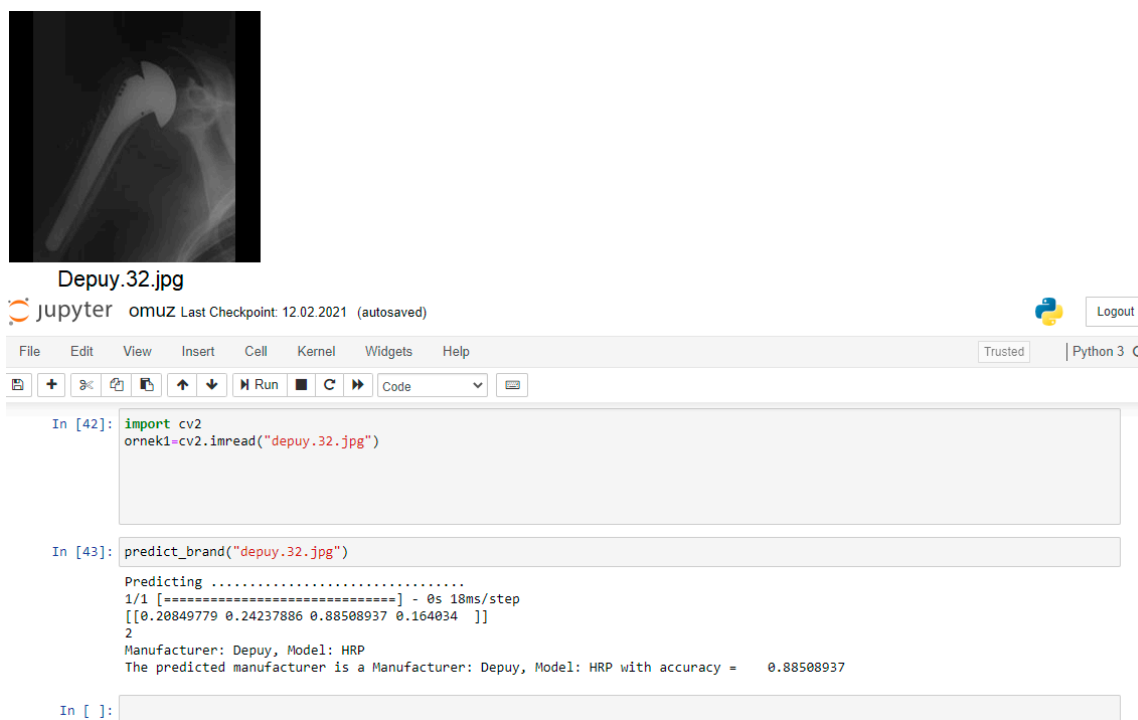 Depuy.32.jpg
jupyter omuz Last Checkpoint: 12.02.2021 (autosaved)
Logout
File Edit View Insert Cell Kernel Widgets Help
Trusted Python 3
Run Code
In [42]: import cv2
ornek1=cv2.imread("depuy.32.jpg")
In [43]: predict_brand("depuy.32.jpg")
Predicting .................................
1/1 [==============================] - 0s 18ms/step
[[0.20849779 0.24237886 0.88508937 0.164034  ]]
2
Manufacturer: Depuy, Model: HRP
The predicted manufacturer is a Manufacturer: Depuy, Model: HRP with accuracy =    0.88508937
In [ ]: